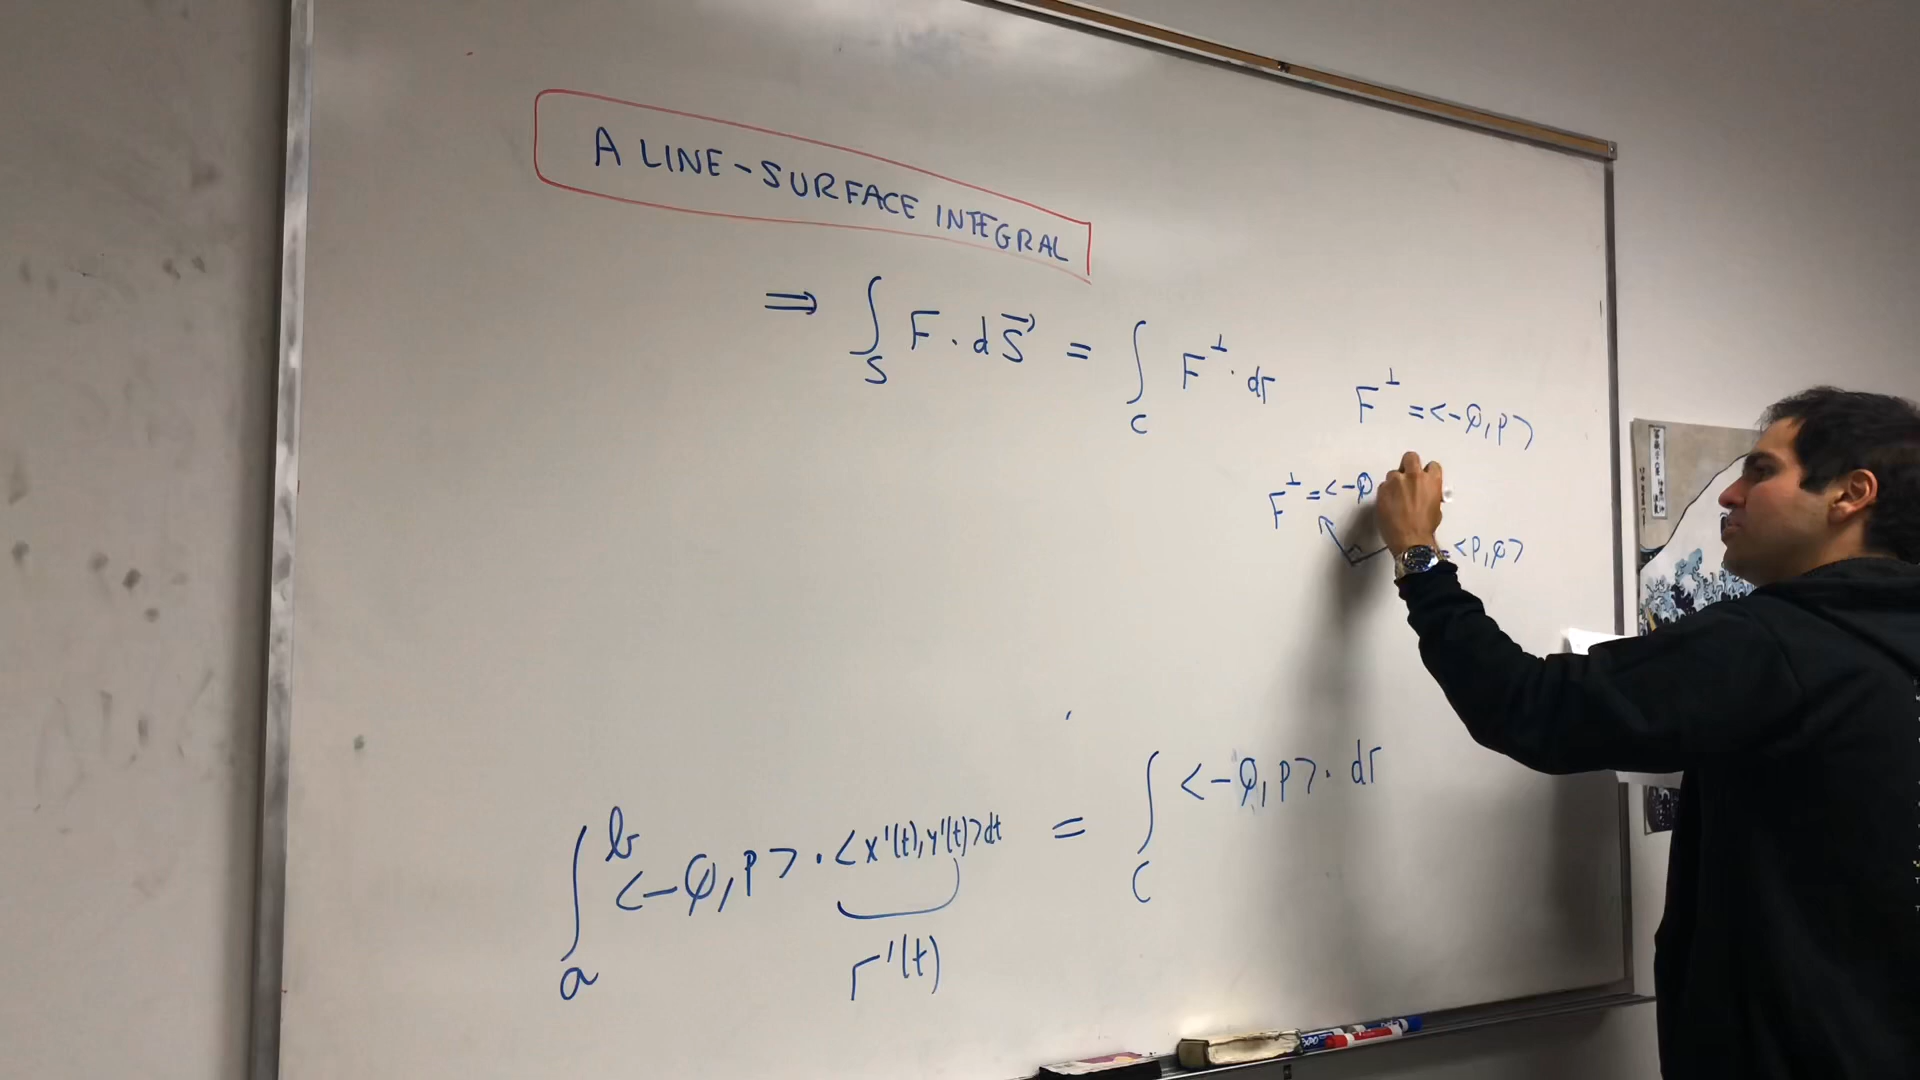 A LINE-SURFACE INTEGRAL
⇒ ∫_S F · dS⃗ = ∫_C F^⊥ · dr
F^⊥ = <-Q, P>
F^⊥ = <-Q
= <P, Q>
∫_a^b <-Q, P> · <x'(t), y'(t)> dt = ∫_C <-Q, P> · dr
r'(t)